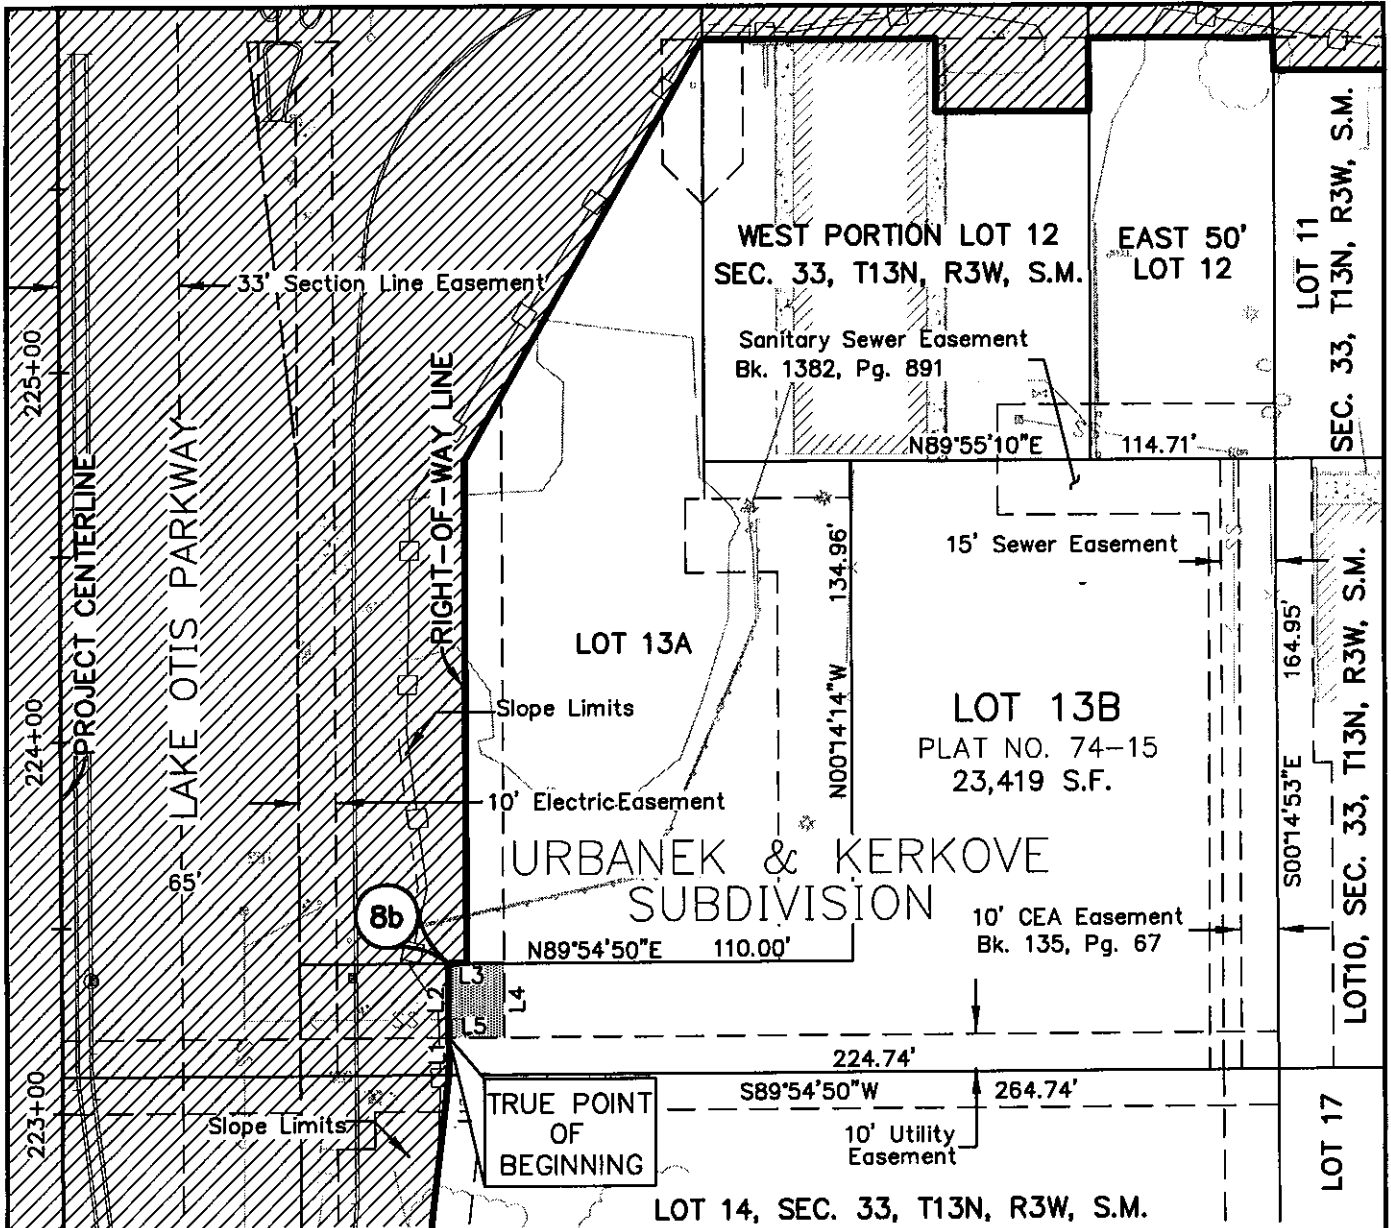 WEST PORTION LOT 12
SEC. 33, T13N, R3W, S.M.
EAST 50'
LOT 12
LOT 11
SEC. 33, T13N, R3W, S.M.
33' Section Line Easement
Sanitary Sewer Easement
Bk. 1382, Pg. 891
225+00
RIGHT-OF-WAY LINE
N89°55'10"E 114.71'
PROJECT CENTERLINE
LAKE OTIS PARKWAY
15' Sewer Easement
134.96'
N00°14'14"W
LOT 13A
164.95'
S00°14'53"E
LOT10, SEC. 33, T13N, R3W, S.M.
Slope Limits
LOT 13B
PLAT NO. 74-15
23,419 S.F.
224+00
10' Electric Easement
URBANEK & KERKOVE
SUBDIVISION
65'
8b
10' CEA Easement
Bk. 135, Pg. 67
N89°54'50"E 110.00'
L3
L2
L4
L5
L1
SS
224.74'
S89°54'50"W 264.74'
223+00
TRUE POINT
OF
BEGINNING
Slope Limits
10' Utility
Easement
LOT 17
LOT 14, SEC. 33, T13N, R3W, S.M.